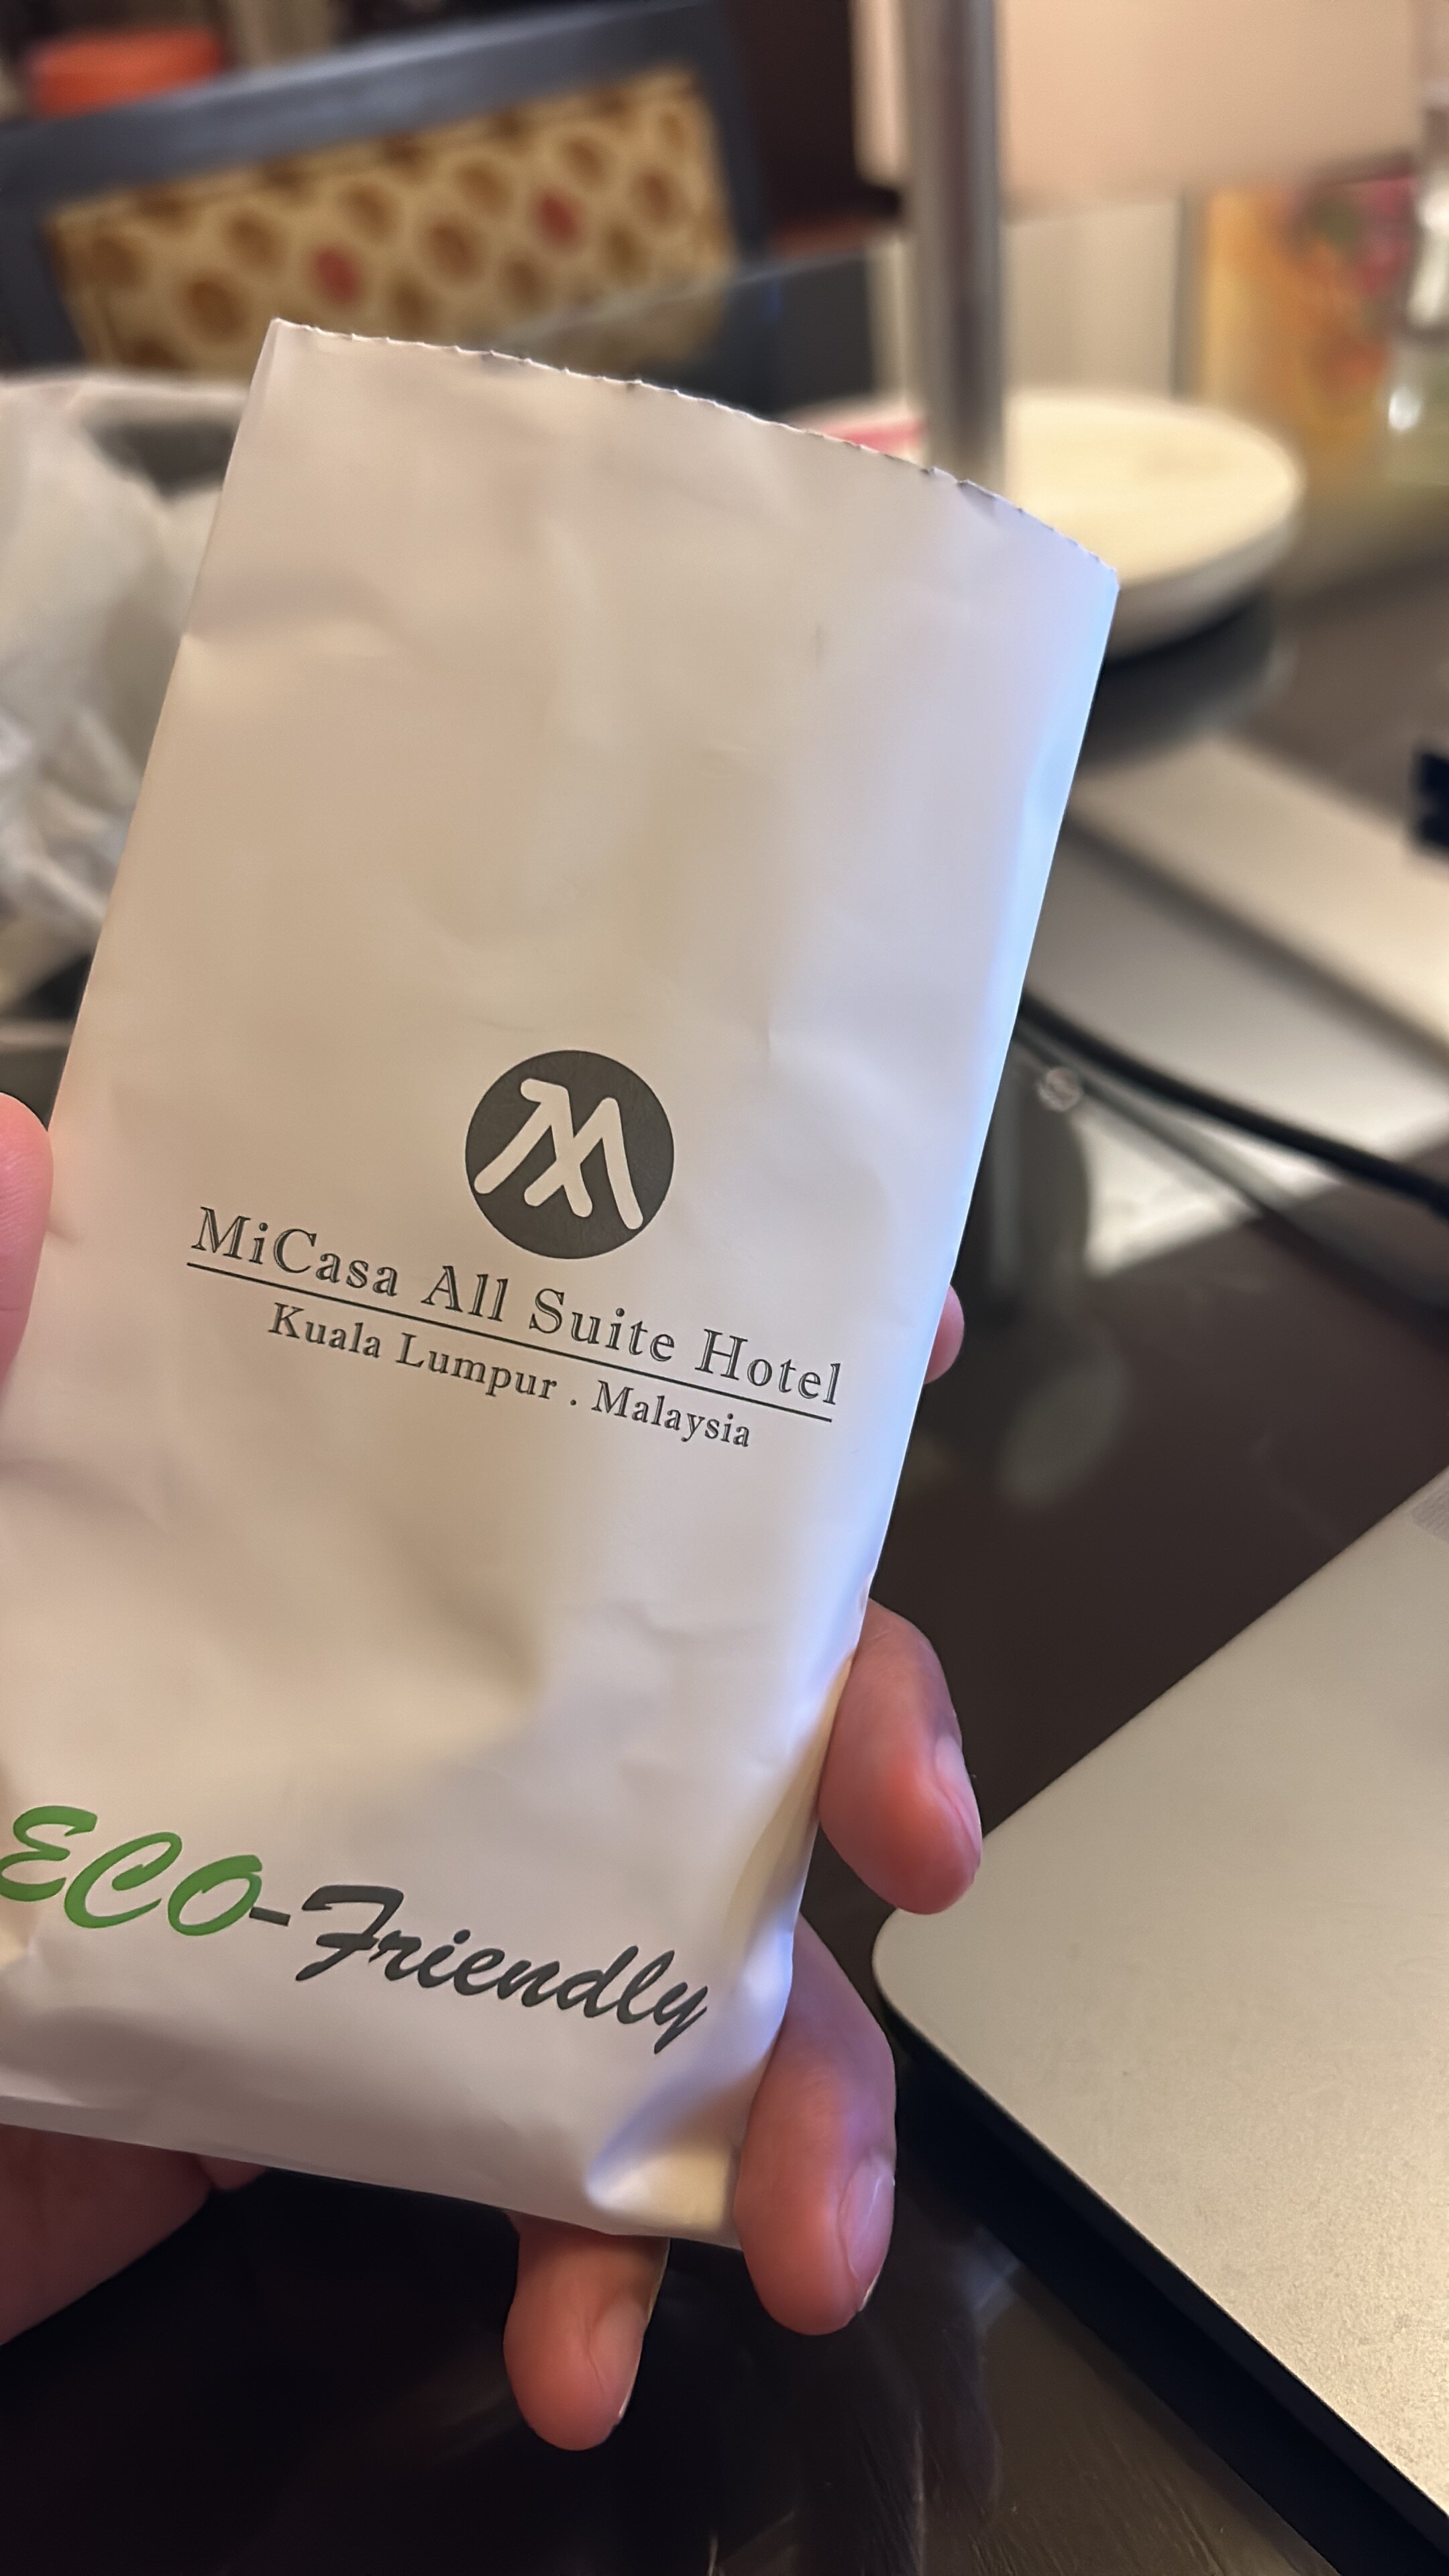 M
MiCasa All Suite Hotel
Kuala Lumpur . Malaysia
ECO-Friendly